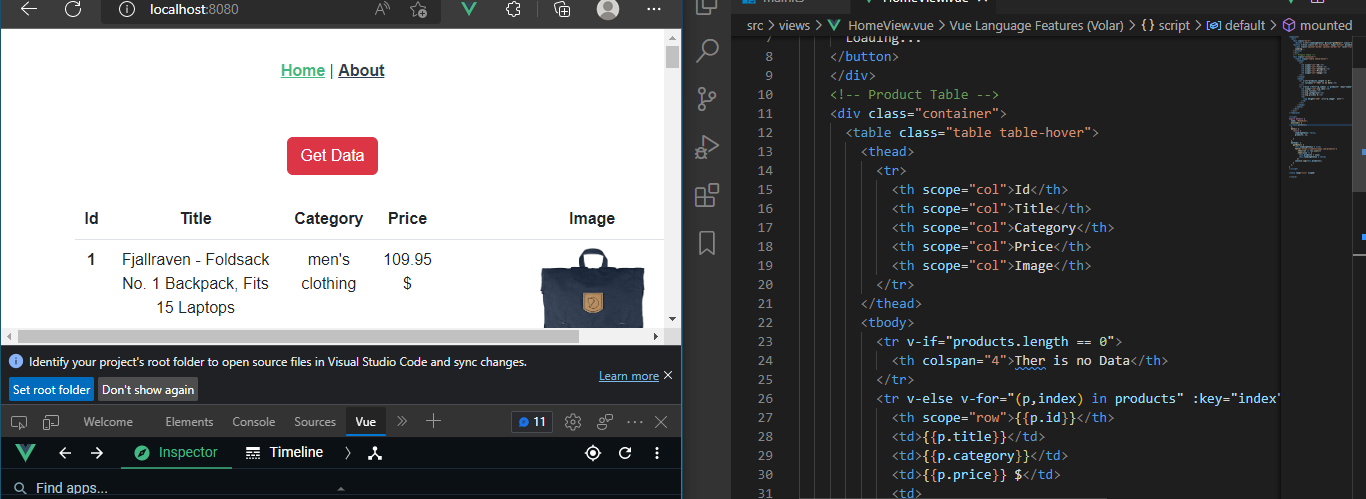 localhost:8080
Home | About
Get Data
Id Title Category Price Image
1 Fjallraven - Foldsack men's 109.95
No. 1 Backpack, Fits clothing $
15 Laptops
Identify your project's root folder to open source files in Visual Studio Code and sync changes.
Set root folder Don't show again Learn more
Welcome Elements Console Sources Vue 11
Inspector Timeline
Find apps...
HomeView.vue
src > views > HomeView.vue > Vue Language Features (Volar) > {} script > default > mounted
7 Loading...
8 </button>
9 </div>
10 <!-- Product Table -->
11 <div class="container">
12 <table class="table table-hover">
13 <thead>
14 <tr>
15 <th scope="col">Id</th>
16 <th scope="col">Title</th>
17 <th scope="col">Category</th>
18 <th scope="col">Price</th>
19 <th scope="col">Image</th>
20 </tr>
21 </thead>
22 <tbody>
23 <tr v-if="products.length == 0">
24 <th colspan="4">Ther is no Data</th>
25 </tr>
26 <tr v-else v-for="(p,index) in products" :key="index"
27 <th scope="row">{{p.id}}</th>
28 <td>{{p.title}}</td>
29 <td>{{p.category}}</td>
30 <td>{{p.price}} $</td>
31 <td>